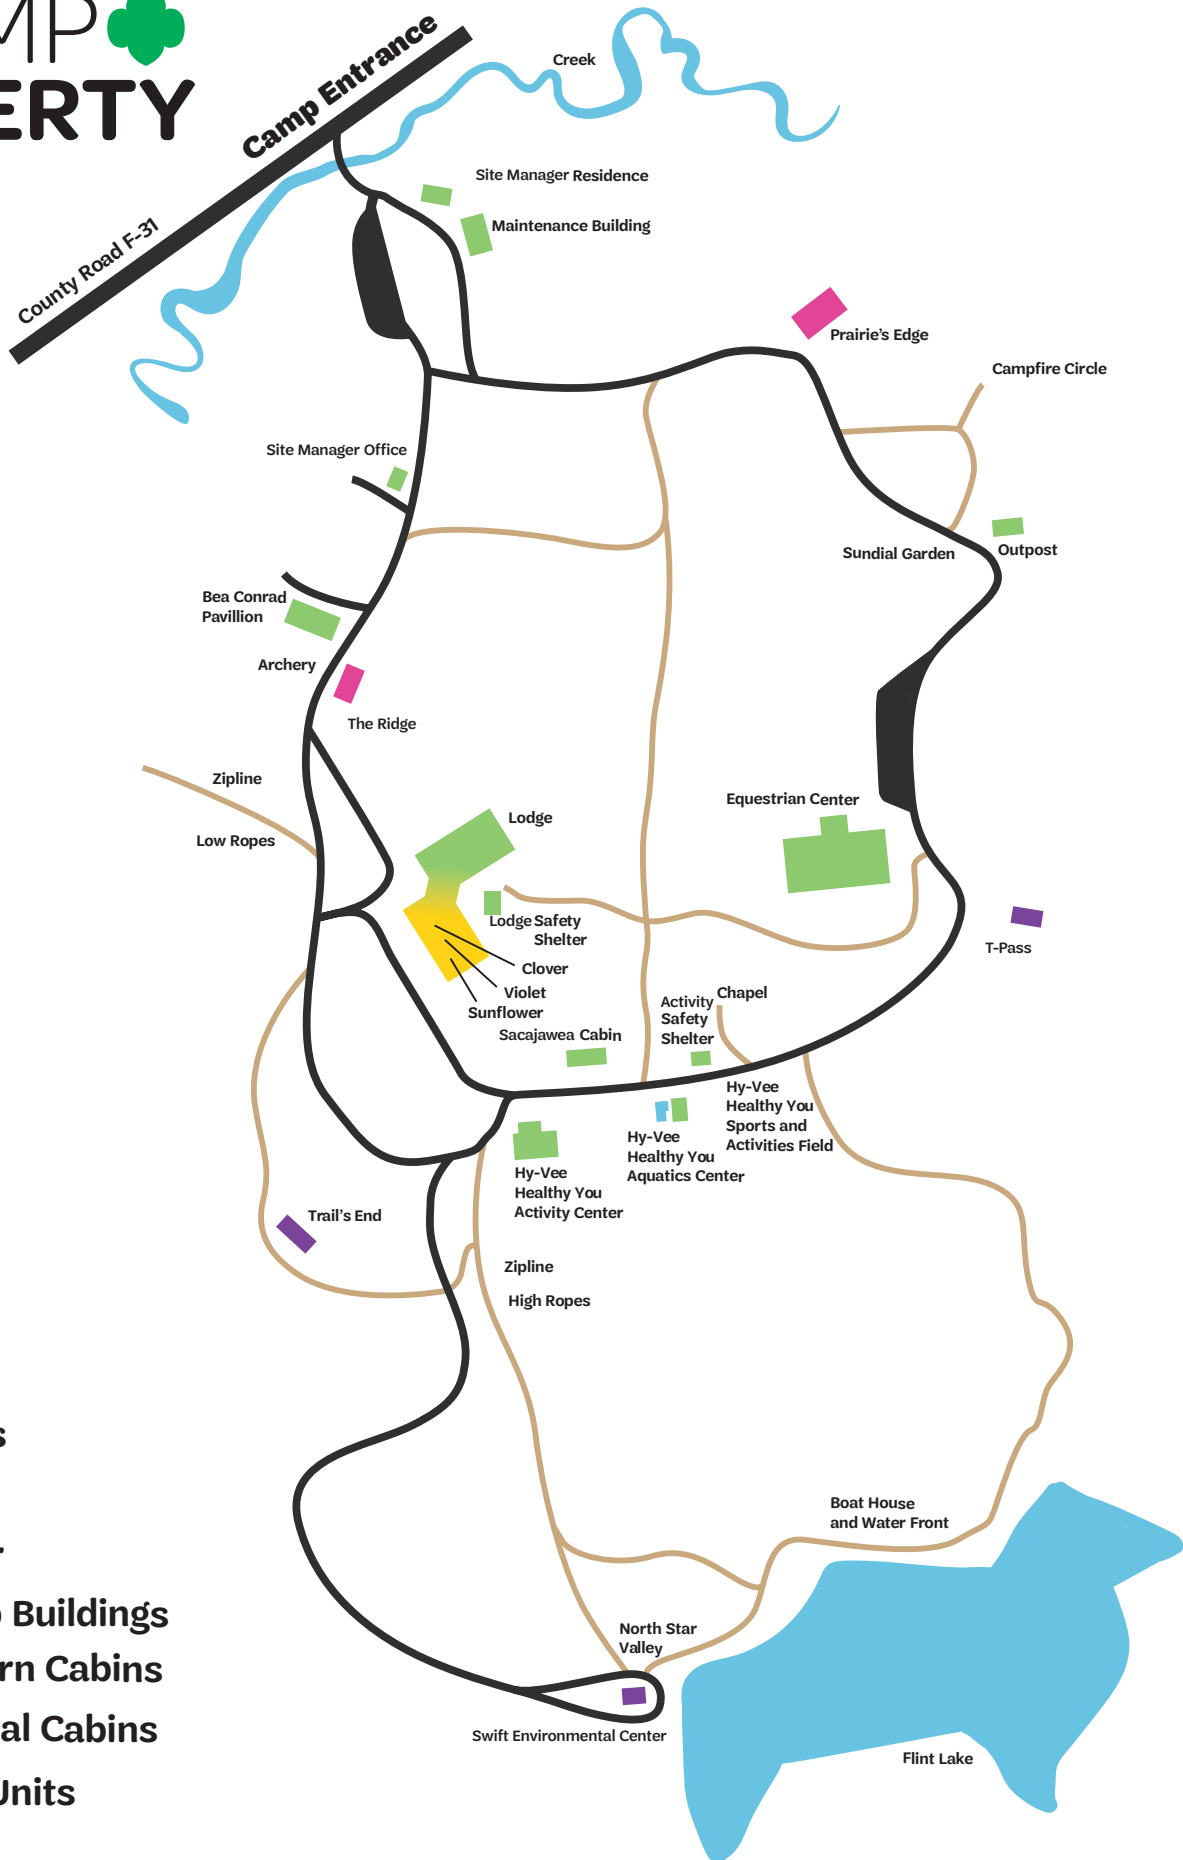 MP
ERTY
Camp Entrance
Creek
County Road F-31
Site Manager Residence
Maintenance Building
Prairie's Edge
Campfire Circle
Site Manager Office
Sundial Garden
Outpost
Bea Conrad
Pavillion
Archery
The Ridge
Zipline
Low Ropes
Equestrian Center
Lodge
Lodge Safety
Shelter
T-Pass
Clover
Violet
Sunflower
Sacajawea Cabin
Activity
Safety
Shelter
Chapel
Hy-Vee
Healthy You
Sports and
Activities Field
Hy-Vee
Healthy You
Aquatics Center
Hy-Vee
Healthy You
Activity Center
Trail's End
Zipline
High Ropes
Boat House
and Water Front
North Star
Valley
Swift Environmental Center
Flint Lake
Buildings
rn Cabins
al Cabins
Units